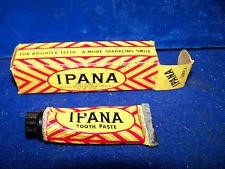 FOR BRIGHTER TEETH A MORE SPARKLING SMILE
IPANA
IPANA
IPANA
TOOTH PASTE